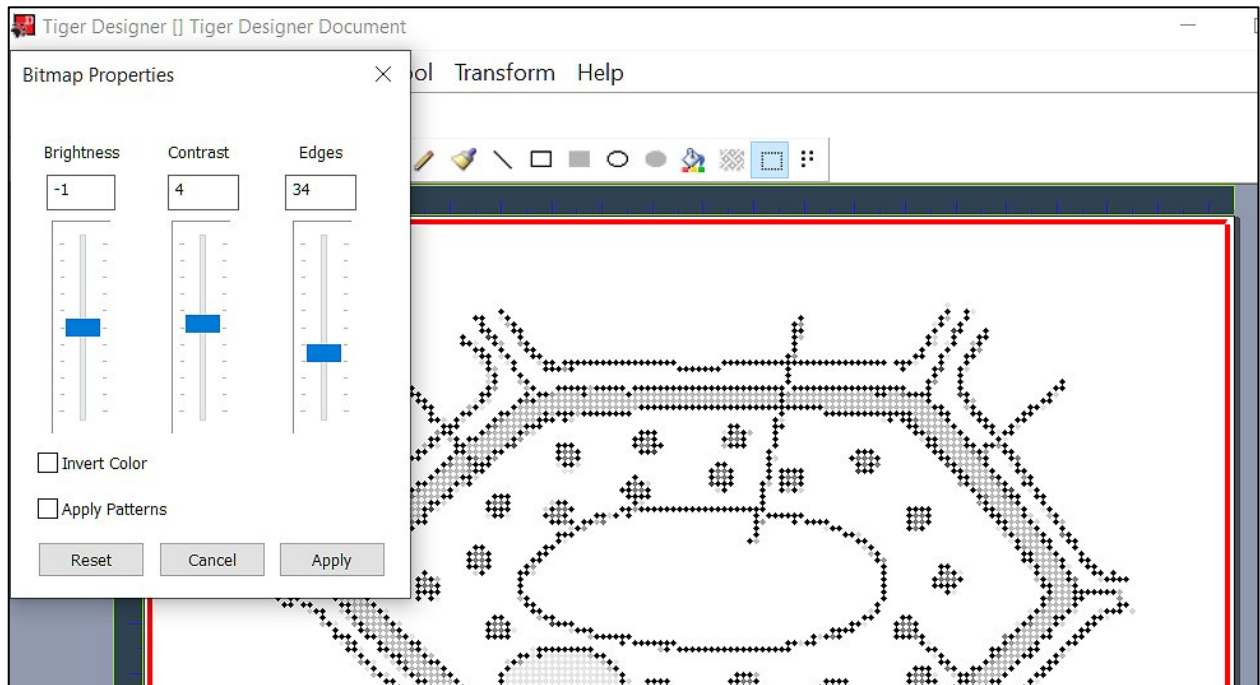 Tiger Designer [] Tiger Designer Document
Bitmap Properties
Transform Help
Brightness Contrast Edges
-1 4 34
Invert Color
Apply Patterns
Reset Cancel Apply